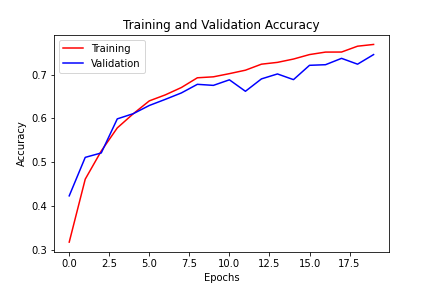 Training and Validation Accuracy
Training
Validation
Accuracy
0.7
0.6
0.5
0.4
0.3
0.0 2.5 5.0 7.5 10.0 12.5 15.0 17.5
Epochs